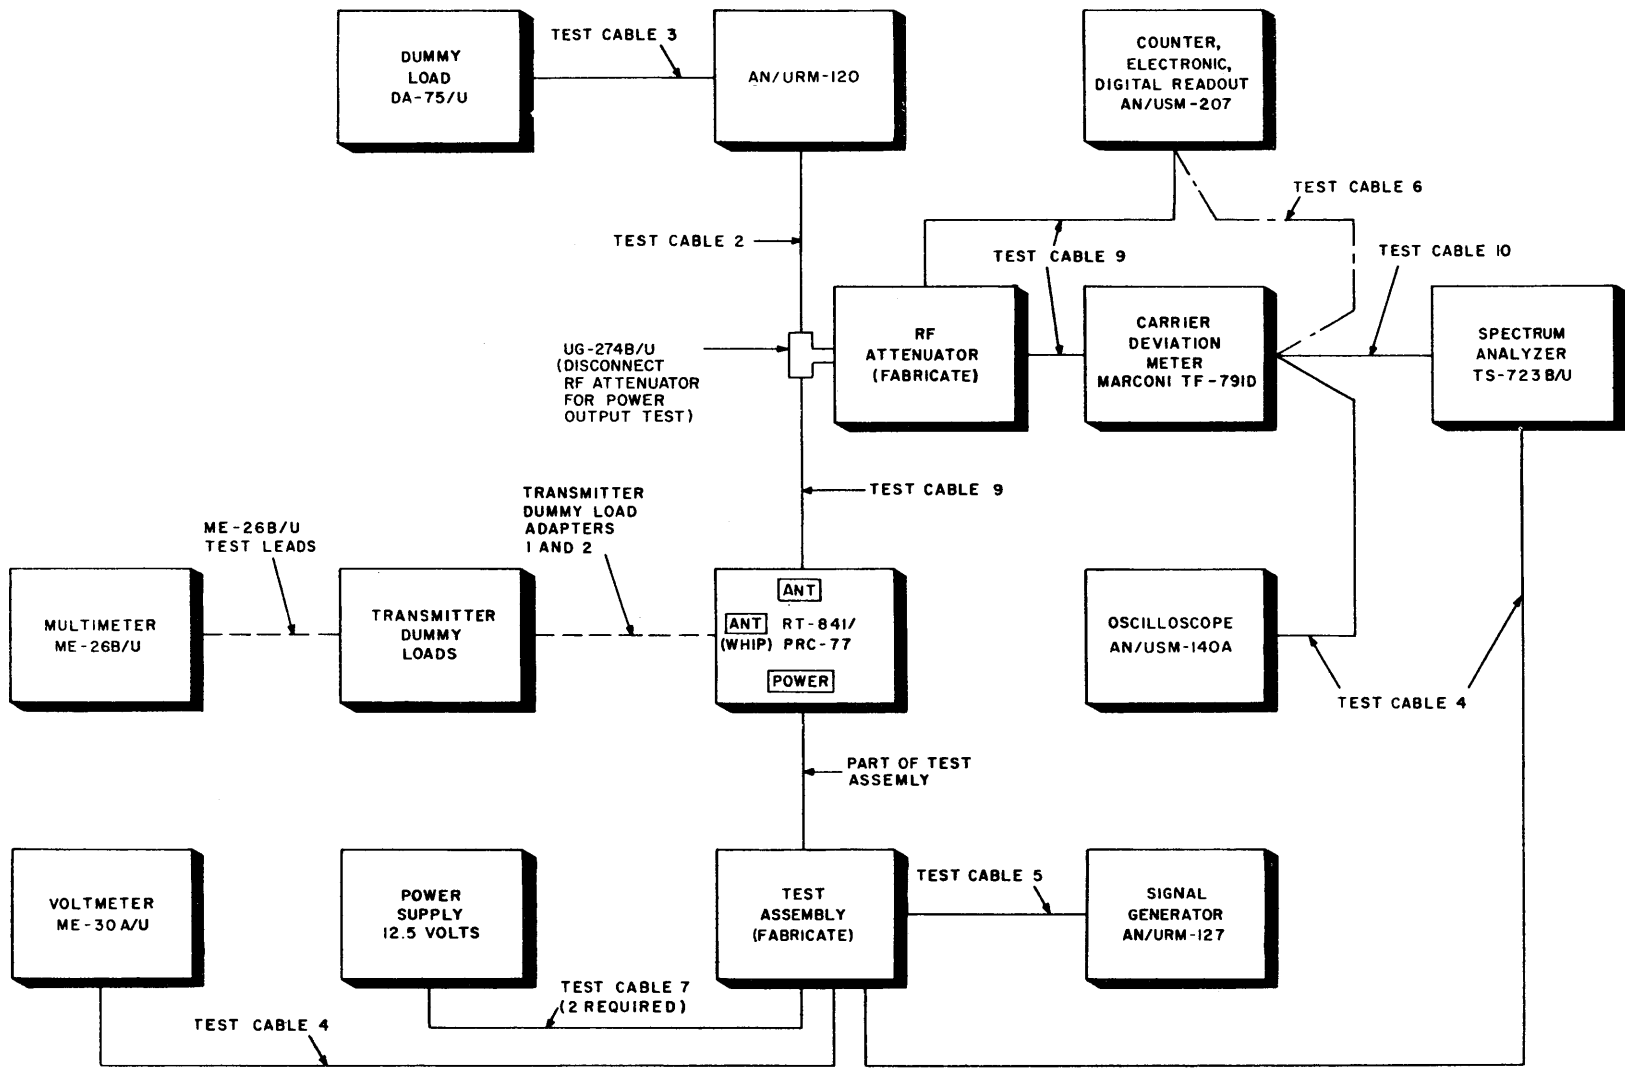 DUMMY
LOAD
DA-75/U
TEST CABLE 3
AN/URM-120
COUNTER,
ELECTRONIC,
DIGITAL READOUT
AN/USM-207
TEST CABLE 6
TEST CABLE 2
TEST CABLE 9
TEST CABLE 10
UG-274B/U
(DISCONNECT
RF ATTENUATOR
FOR POWER
OUTPUT TEST)
RF
ATTENUATOR
(FABRICATE)
CARRIER
DEVIATION
METER
MARCONI TF-791D
SPECTRUM
ANALYZER
TS-723B/U
TEST CABLE 9
TRANSMITTER
DUMMY LOAD
ADAPTERS
1 AND 2
ME-26B/U
TEST LEADS
MULTIMETER
ME-26B/U
TRANSMITTER
DUMMY
LOADS
ANT
ANT RT-841/
(WHIP) PRC-77
POWER
OSCILLOSCOPE
AN/USM-140A
TEST CABLE 4
PART OF TEST
ASSEMLY
VOLTMETER
ME-30A/U
POWER
SUPPLY
12.5 VOLTS
TEST
ASSEMBLY
(FABRICATE)
TEST CABLE 5
SIGNAL
GENERATOR
AN/URM-127
TEST CABLE 7
(2 REQUIRED)
TEST CABLE 4